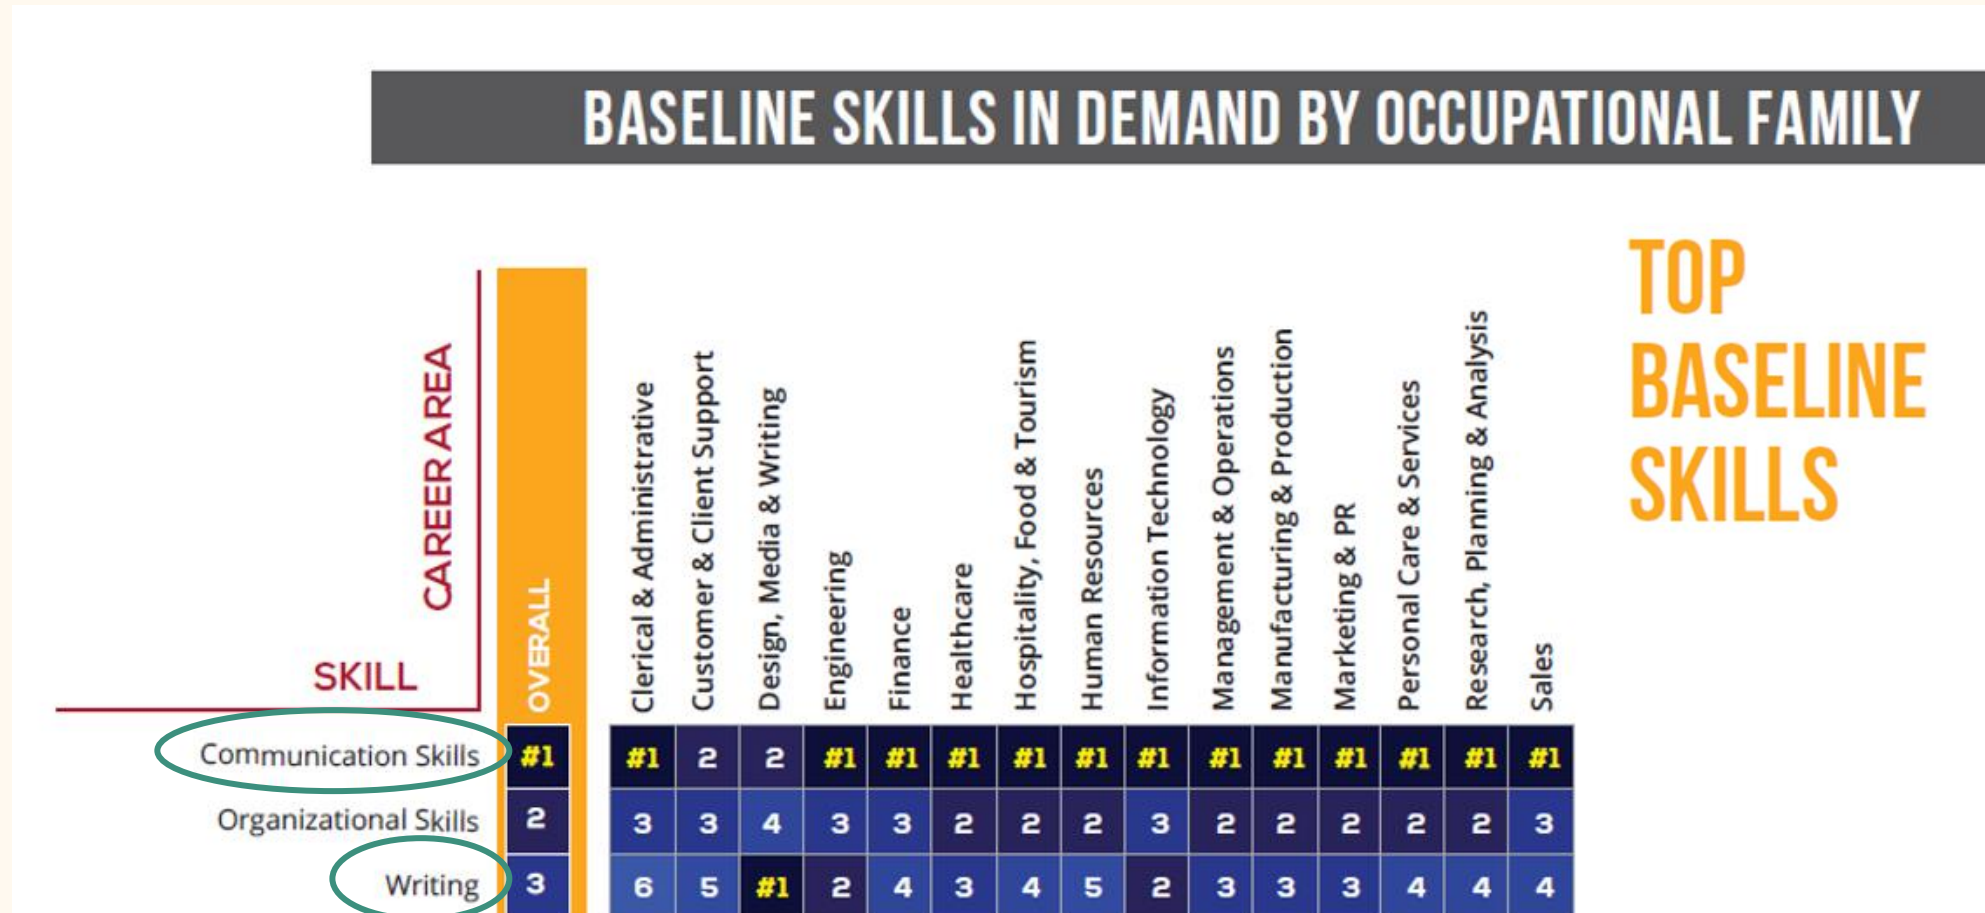 BASELINE SKILLS IN DEMAND BY OCCUPATIONAL FAMILY
TOP
BASELINE
SKILLS
CAREER AREA
SKILL
OVERALL
Clerical & Administrative
Customer & Client Support
Design, Media & Writing
Engineering
Finance
Healthcare
Hospitality, Food & Tourism
Human Resources
Information Technology
Management & Operations
Manufacturing & Production
Marketing & PR
Personal Care & Services
Research, Planning & Analysis
Sales
Communication Skills #1 #1 2 2 #1 #1 #1 #1 #1 #1 #1 #1 #1 #1 #1 #1
Organizational Skills 2 3 3 4 3 3 2 2 2 3 2 2 2 2 2 3
Writing 3 6 5 #1 2 4 3 4 5 2 3 3 3 4 4 4